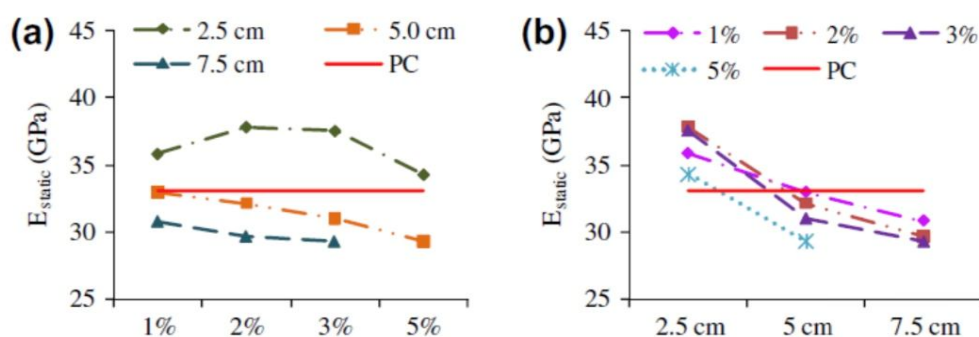 (a)
45
40
35
30
25
E_static (GPa)
2.5 cm
5.0 cm
7.5 cm
PC
1% 2% 3% 5%
(b)
45
40
35
30
25
E_static (GPa)
1% 2% 3%
5% PC
2.5 cm 5 cm 7.5 cm